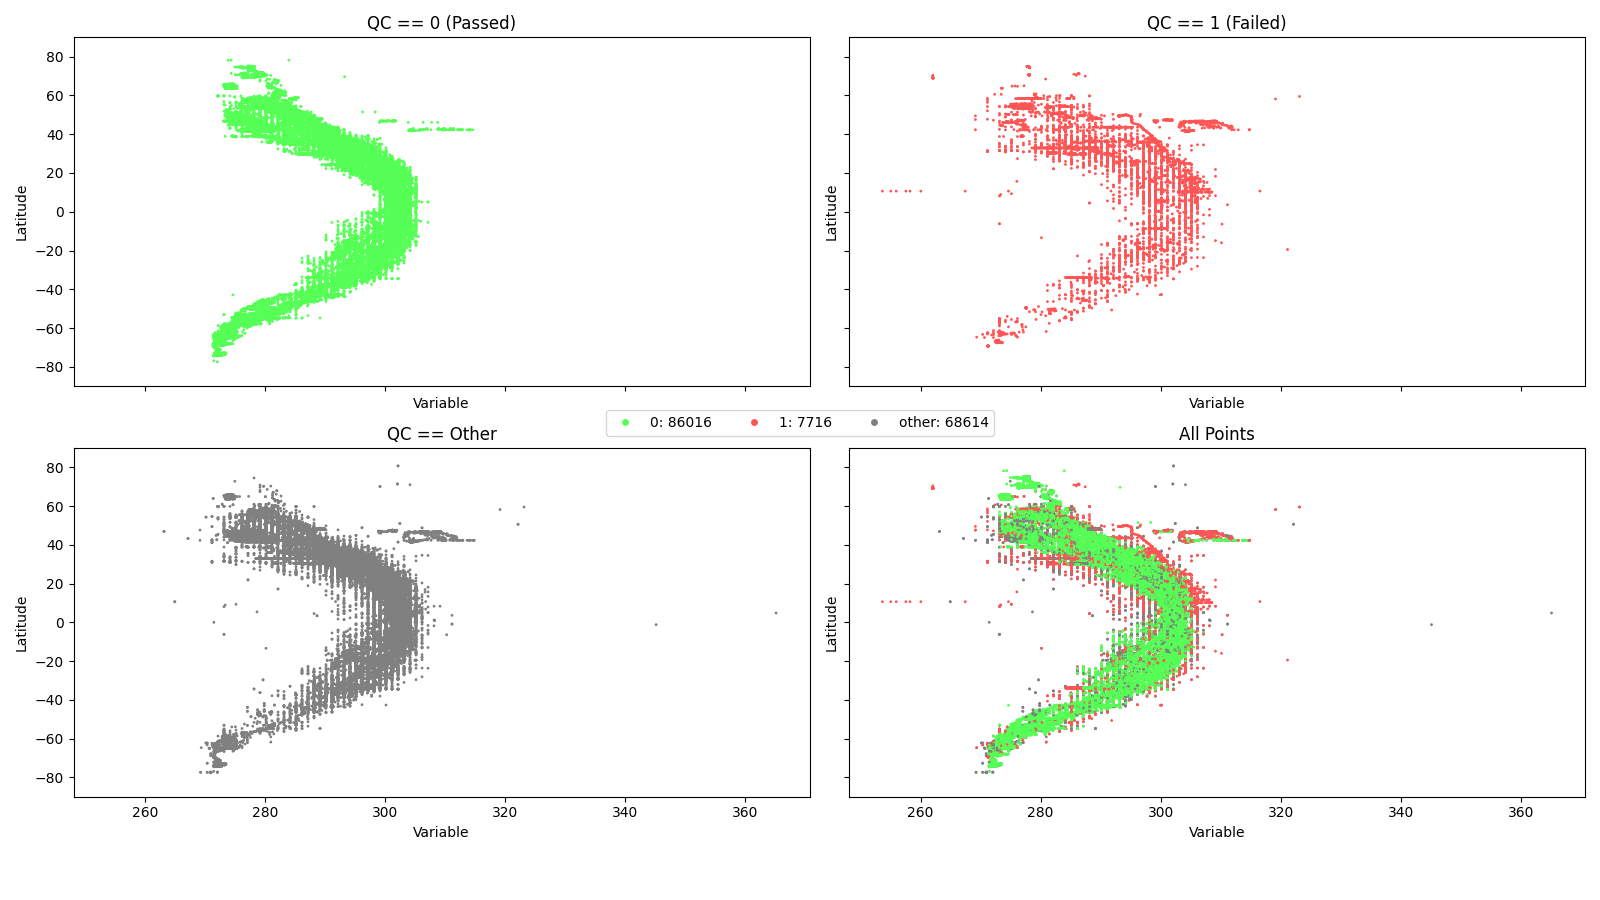 QC == 0 (Passed)
QC == 1 (Failed)
80
60
40
20
0
−20
−40
−60
−80
Latitude
Latitude
Variable
Variable
0: 86016
1: 7716
other: 68614
QC == Other
All Points
80
60
40
20
0
−20
−40
−60
−80
Latitude
Latitude
260
280
300
320
340
360
260
280
300
320
340
360
Variable
Variable